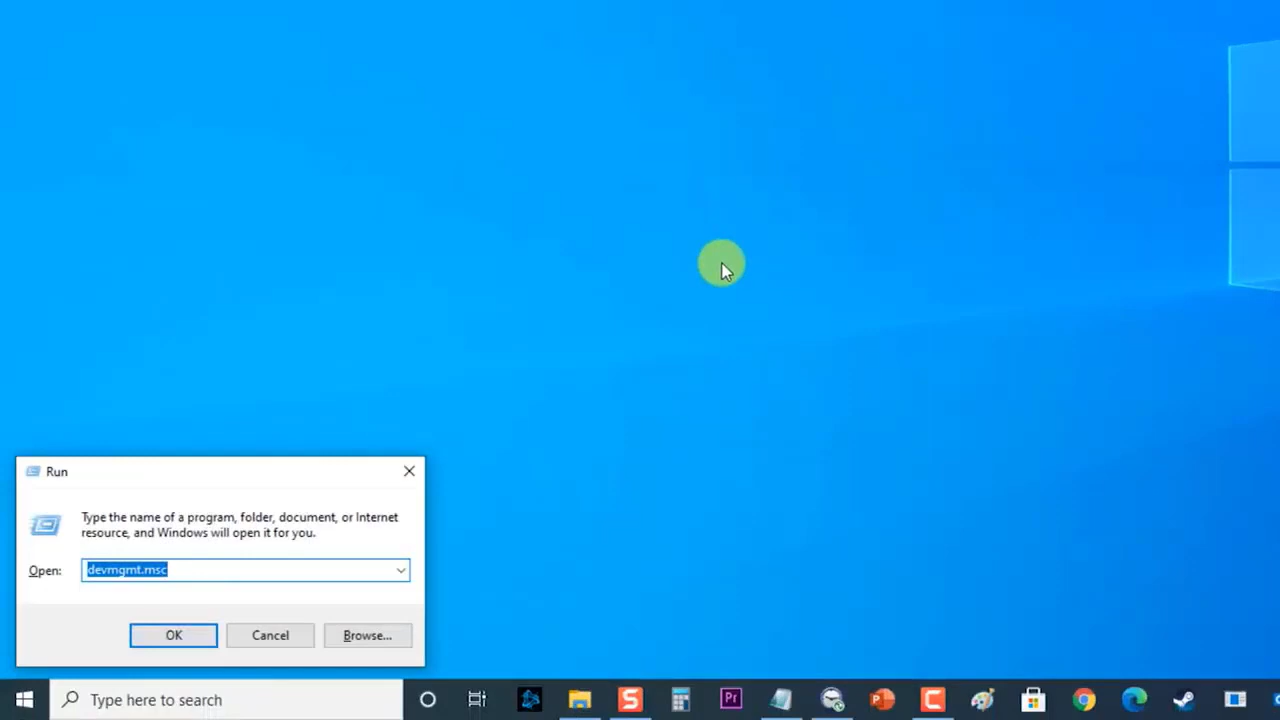 Run
Type the name of a program, folder, document, or Internet
resource, and Windows will open it for you.
Open: devmgmt.msc
OK Cancel Browse...
Type here to search
S Pr P C